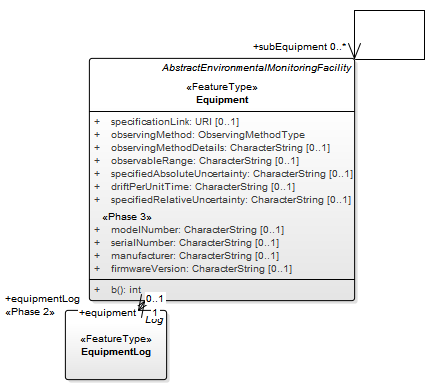 +subEquipment 0..*
AbstractEnvironmentalMonitoringFacility
«FeatureType»
Equipment
+ specificationLink: URI [0..1]
+ observingMethod: ObservingMethodType
+ observingMethodDetails: CharacterString [0..1]
+ observableRange: CharacterString [0..1]
+ specifiedAbsoluteUncertainty: CharacterString [0..1]
+ driftPerUnitTime: CharacterString [0..1]
+ specifiedRelativeUncertainty: CharacterString [0..1]
«Phase 3»
+ modelNumber: CharacterString [0..1]
+ serialNumber: CharacterString [0..1]
+ manufacturer: CharacterString [0..1]
+ firmwareVersion: CharacterString [0..1]
+ b(): int
+equipmentLog 0..1
«Phase 2» +equipment 1
Log
«FeatureType»
EquipmentLog